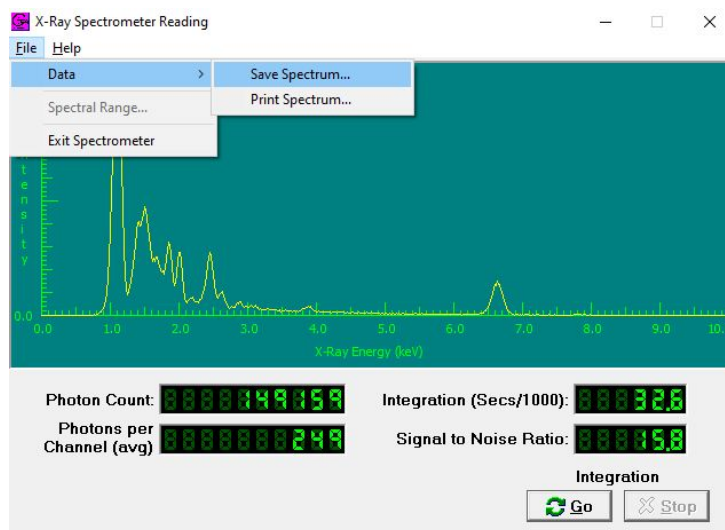 X-Ray Spectrometer Reading
File Help
Data
Save Spectrum...
Print Spectrum...
Spectral Range...
Exit Spectrometer
t
e
n
s
i
t
y
0.0
0.0 1.0 2.0 3.0 4.0 5.0 6.0 7.0 8.0 9.0 10.
X-Ray Energy (keV)
Photon Count: 149159
Integration (Secs/1000): 32.6
Photons per
Channel (avg) 249
Signal to Noise Ratio: 15.8
Integration
Go
Stop